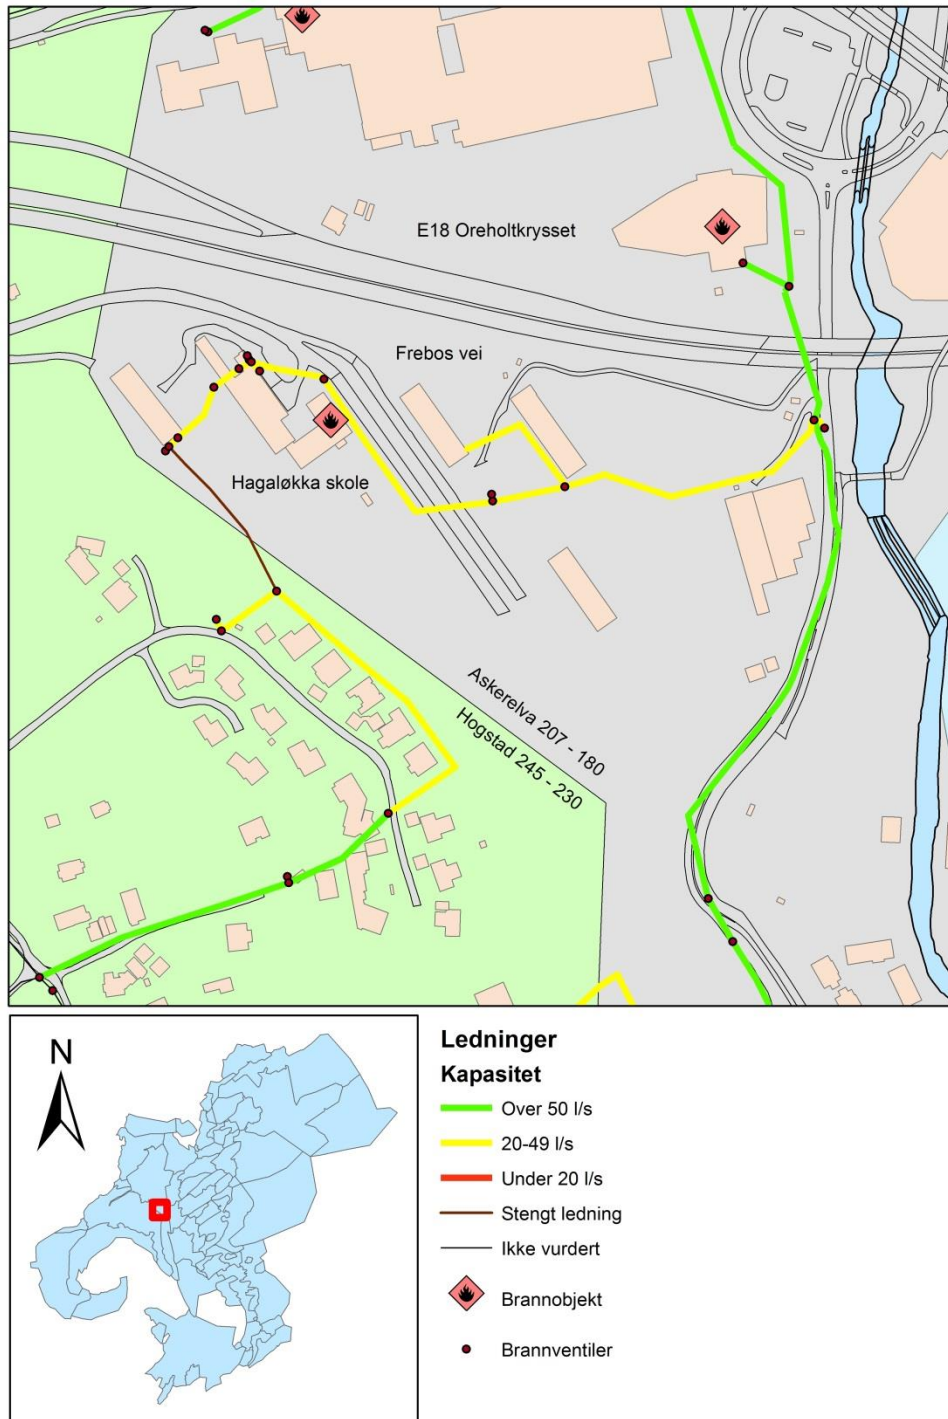 E18 Oreholtkrysset
Frebos vei
Hagaløkka skole
Askerelva 207 - 180
Hogstad 245 - 230
N
Ledninger
Kapasitet
Over 50 l/s
20-49 l/s
Under 20 l/s
Stengt ledning
Ikke vurdert
Brannobjekt
Brannventiler